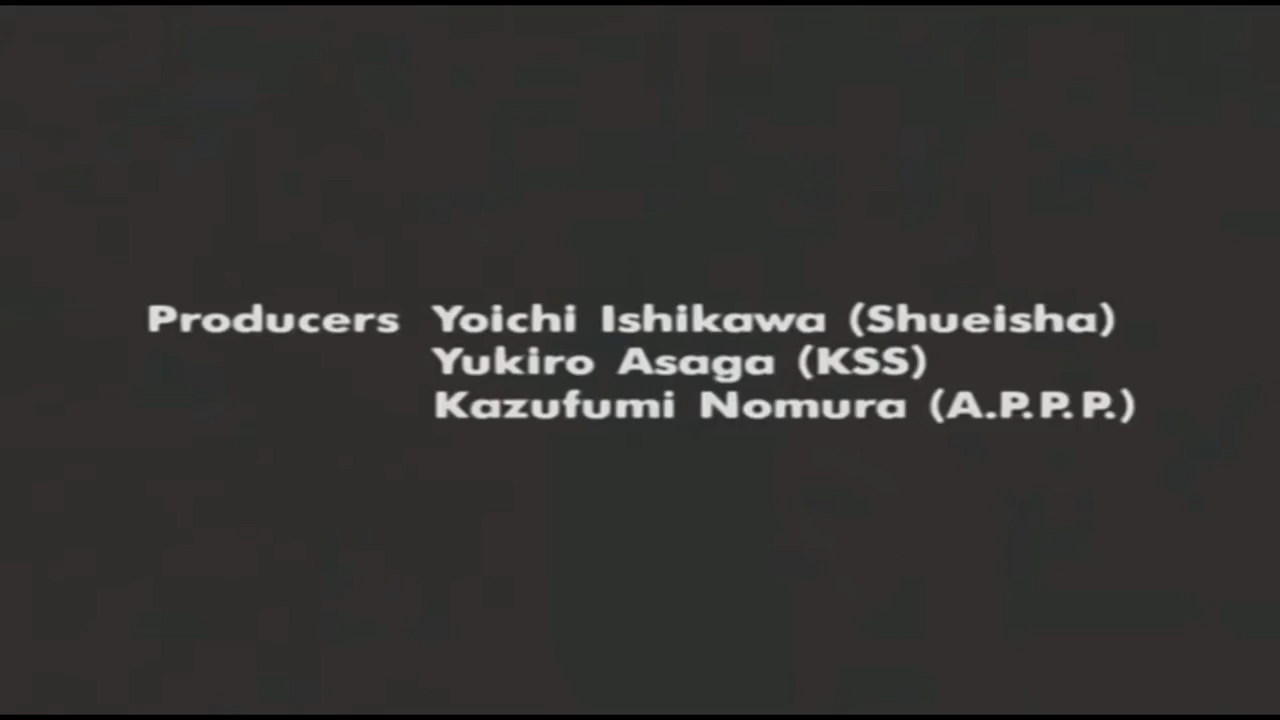 Producers Yoichi Ishikawa (Shueisha)
Yukiro Asaga (KSS)
Kazufumi Nomura (A.P.P.P.)